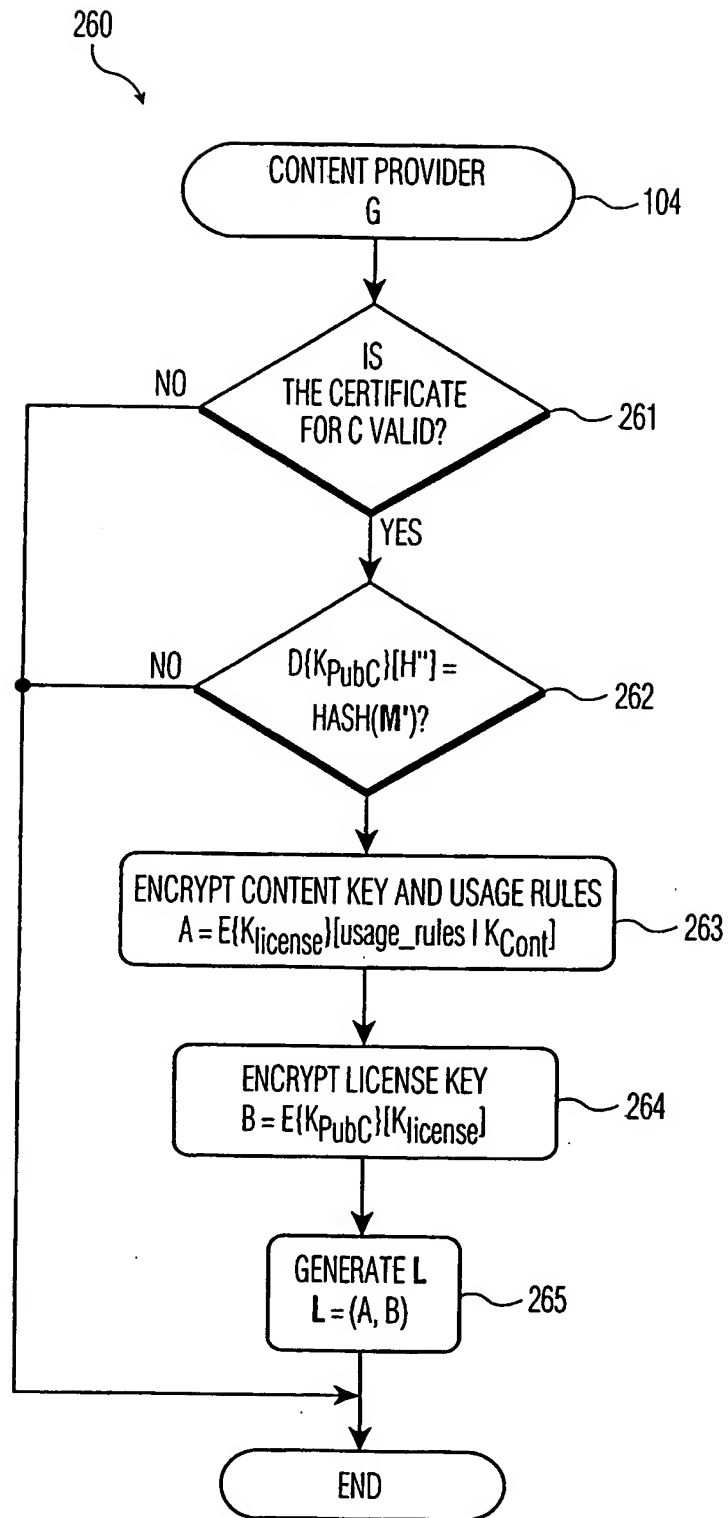 260
CONTENT PROVIDER
G
104
IS
THE CERTIFICATE
FOR C VALID?
NO
261
YES
D{KPubC}[H"] =
HASH(M')?
NO
262
ENCRYPT CONTENT KEY AND USAGE RULES
A = E{Klicense}[usage_rules | KCont]
263
ENCRYPT LICENSE KEY
B = E{KPubC}[Klicense]
264
GENERATE L
L = (A, B)
265
END